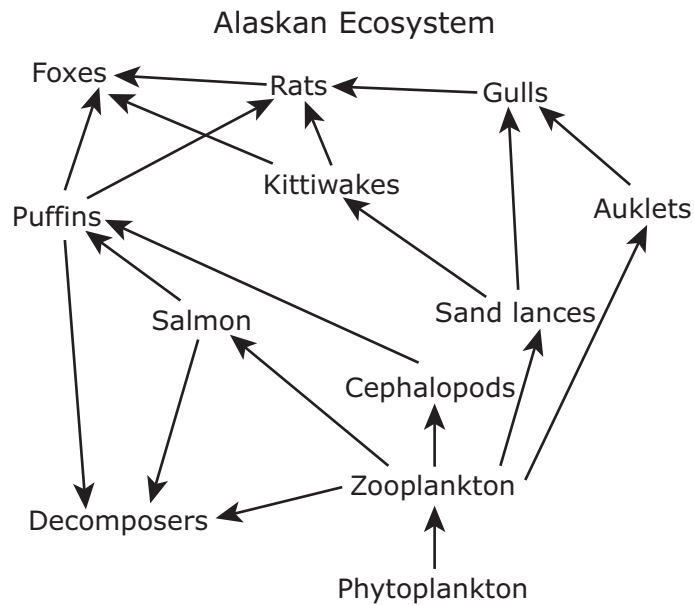 Alaskan Ecosystem
Foxes
Rats
Gulls
Kittiwakes
Auklets
Puffins
Sand lances
Salmon
Cephalopods
Zooplankton
Decomposers
Phytoplankton